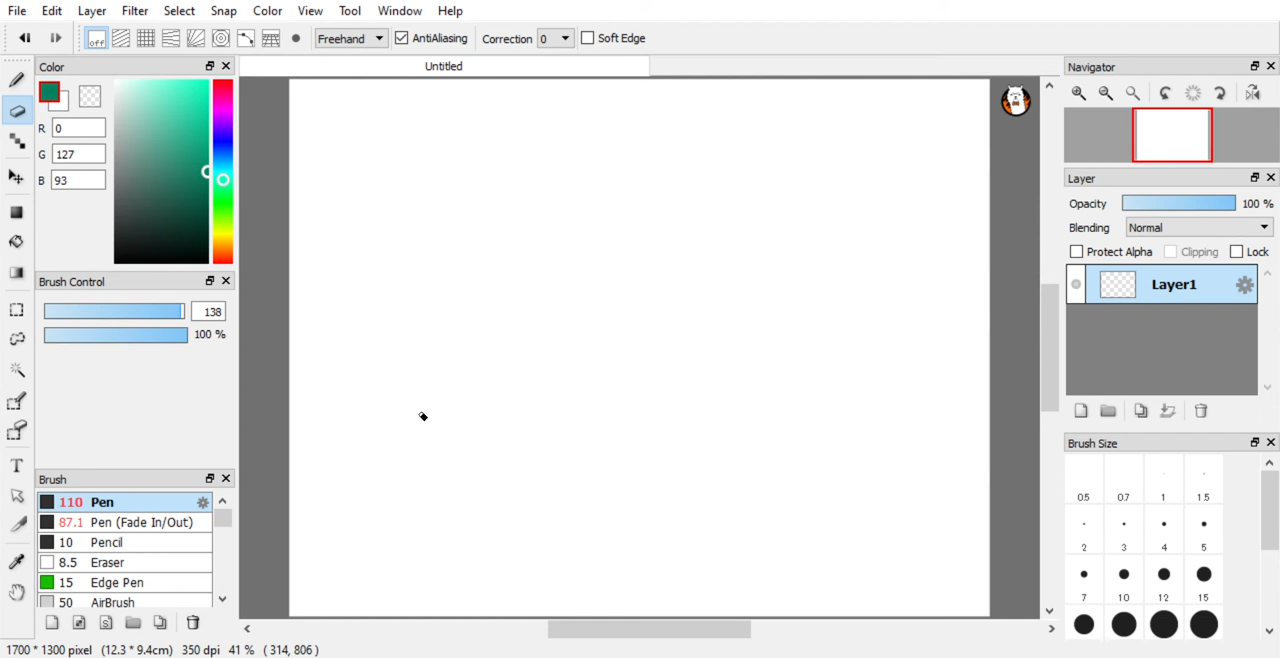 File Edit Layer Filter Select Snap Color View Tool Window Help
off Freehand AntiAliasing Correction 0 Soft Edge
Color
Untitled
Navigator
R 0
G 127
B 93
Layer
Opacity 100 %
Blending Normal
Protect Alpha Clipping Lock
Layer1
Brush Control
138
100 %
Brush
110 Pen
87.1 Pen (Fade In/Out)
10 Pencil
8.5 Eraser
15 Edge Pen
50 AirBrush
Brush Size
0.5 0.7 1 1.5
2 3 4 5
7 10 12 15
1700 * 1300 pixel (12.3 * 9.4cm) 350 dpi 41 % ( 314, 806 )